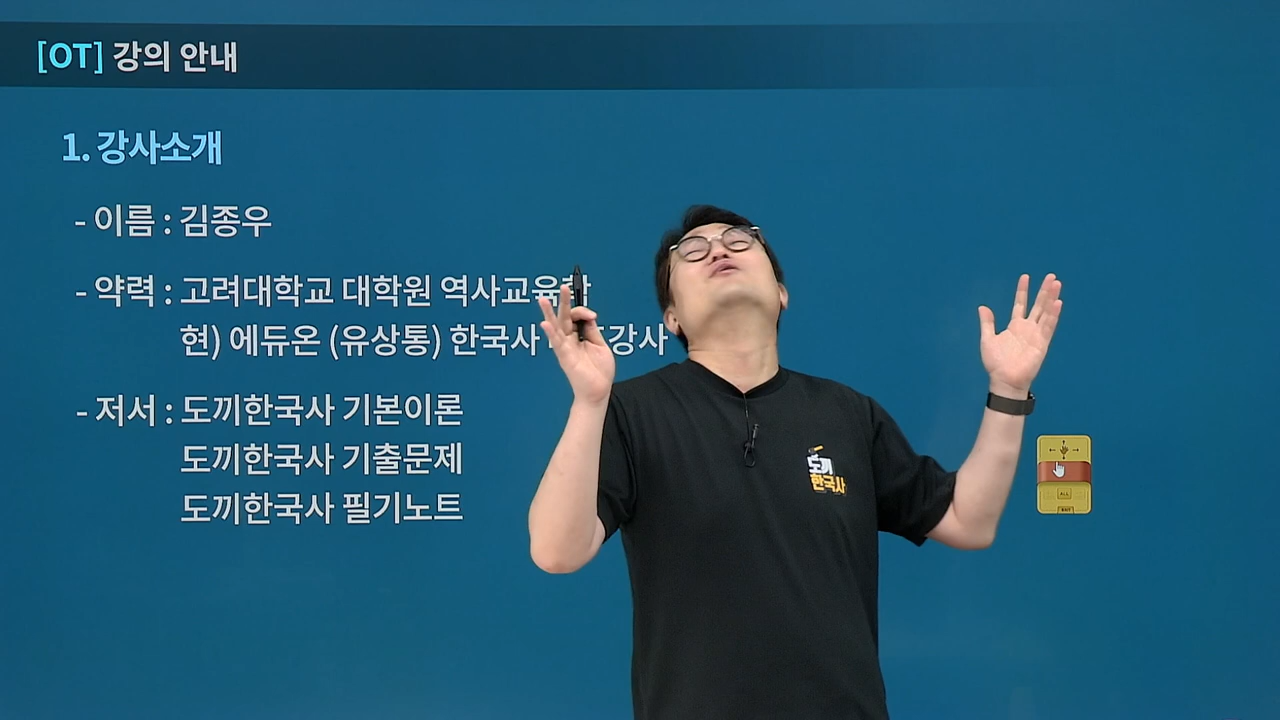 [OT] 강의 안내
1. 강사소개
- 이름 : 김종우
- 약력 : 고려대학교 대학원 역사교육학
현) 에듀온 (유상통) 한국사 강사
- 저서 : 도끼한국사 기본이론
도끼한국사 기출문제
도끼한국사 필기노트
도끼
한국사
ALL